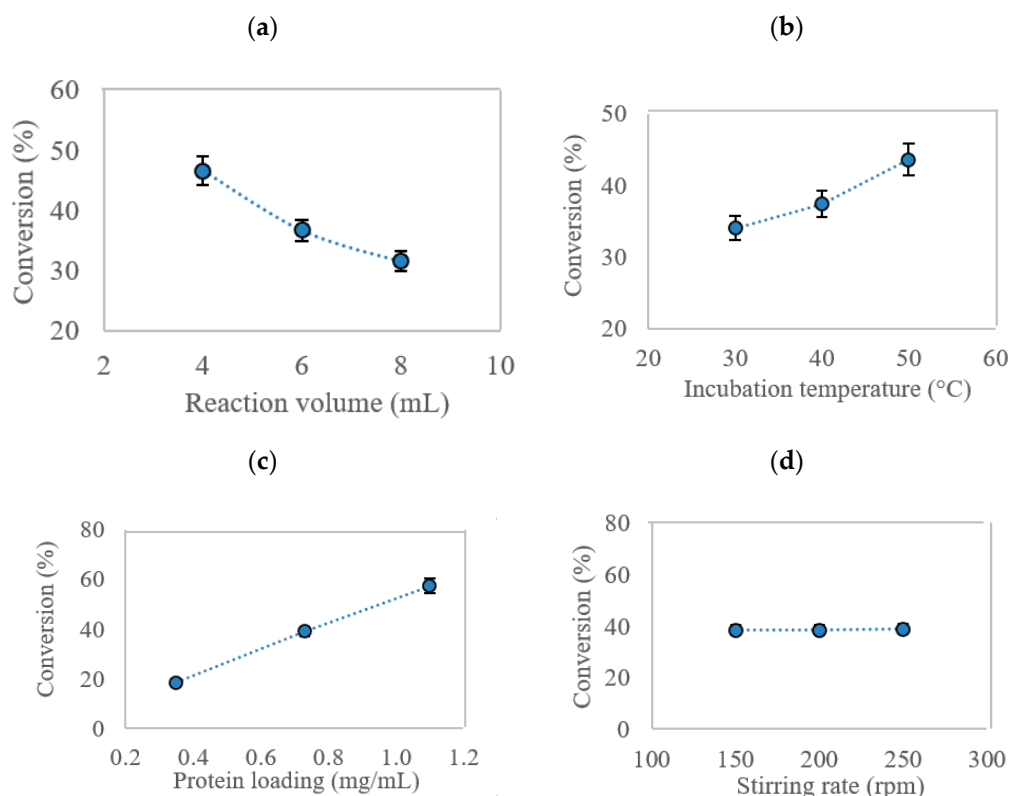 (a)
60
50
40
30
20
Conversion (%)
2 4 6 8 10
Reaction volume (mL)
(b)
50
40
30
20
Conversion (%)
20 30 40 50 60
Incubation temperature (°C)
(c)
80
60
40
20
0
Conversion (%)
0.2 0.4 0.6 0.8 1.0 1.2
Protein loading (mg/mL)
(d)
80
60
40
20
0
Conversion (%)
100 150 200 250 300
Stirring rate (rpm)